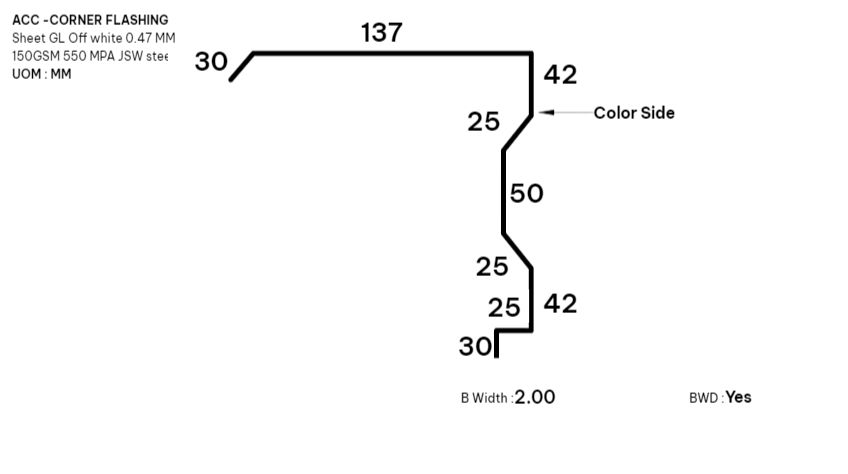 ACC -CORNER FLASHING
Sheet GL Off white 0.47 MM
150GSM 550 MPA JSW stee
UOM : MM
137
30
42
Color Side
25
50
25
25 42
30
B Width :2.00 BWD :Yes